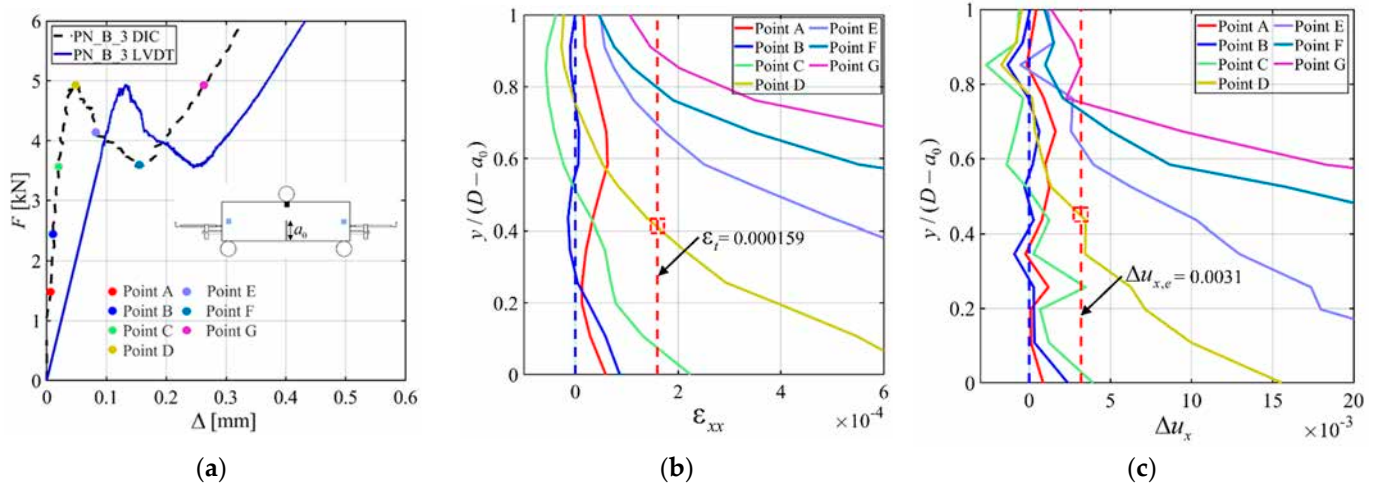 PN_B_3 DIC
PN_B_3 LVDT
6
5
4
3
2
1
0
F [kN]
a₀
Point A
Point B
Point C
Point D
Point E
Point F
Point G
0 0.1 0.2 0.3 0.4 0.5 0.6
Δ [mm]
(a)
1
0.8
0.6
0.4
0.2
0
y / (D − a₀)
Point A
Point B
Point C
Point D
Point E
Point F
Point G
εₜ = 0.000159
0 2 4 6
×10⁻⁴
εₓₓ
(b)
1
0.8
0.6
0.4
0.2
0
y / (D − a₀)
Point A
Point B
Point C
Point D
Point E
Point F
Point G
Δuₓ,ₑ = 0.0031
0 5 10 15 20
×10⁻³
Δuₓ
(c)